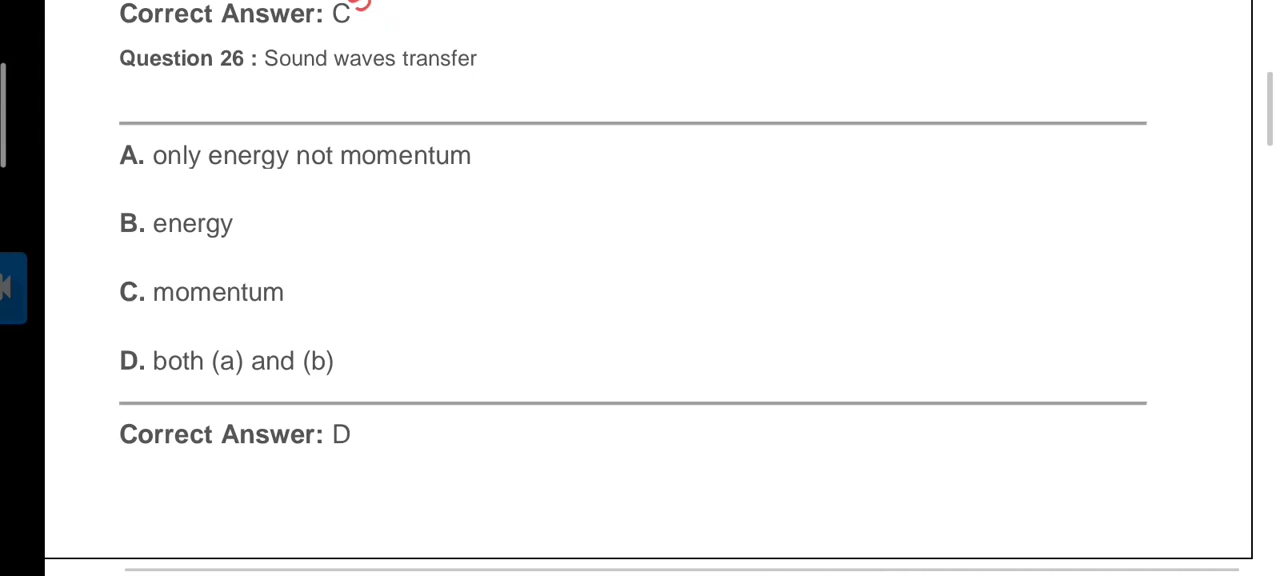 Correct Answer: C
Question 26 : Sound waves transfer
A. only energy not momentum
B. energy
C. momentum
D. both (a) and (b)
Correct Answer: D